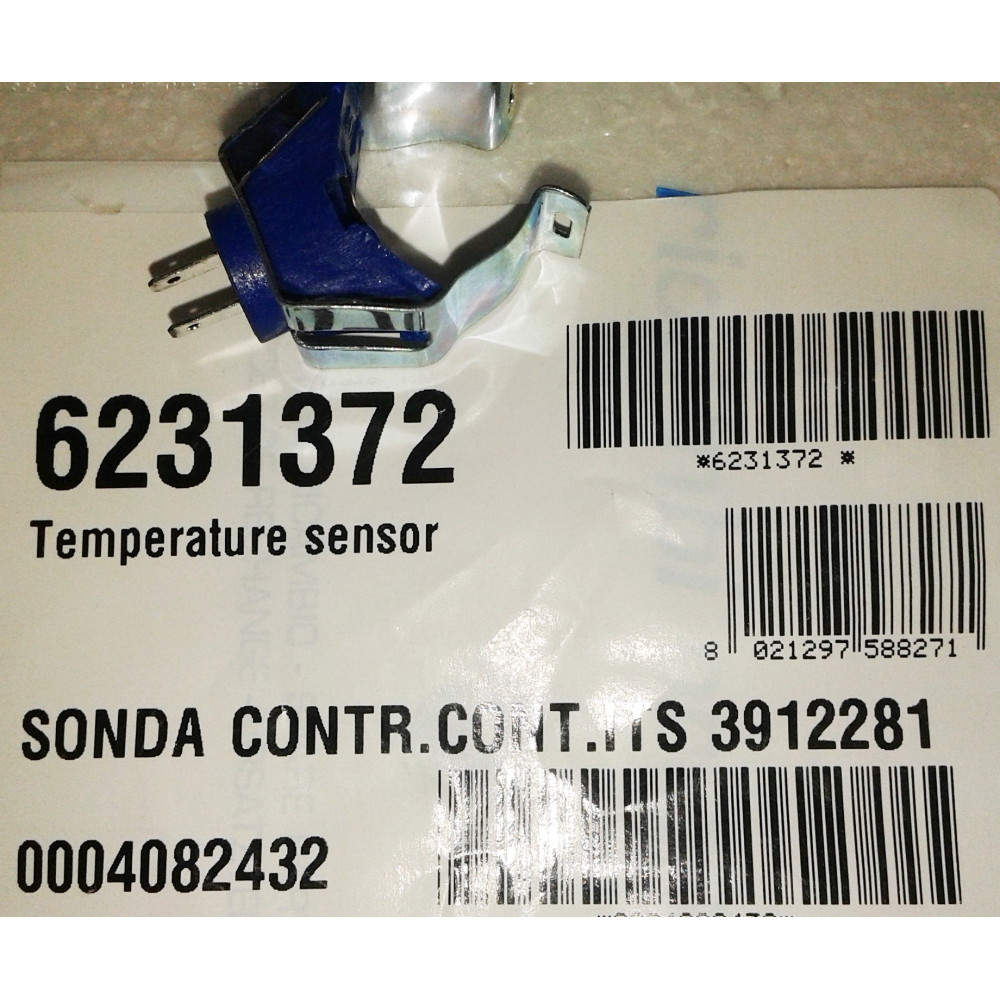 6231372
*6231372 *
Temperature sensor
8 021297 588271
SONDA CONTR.CONT.ITS 3912281
0004082432